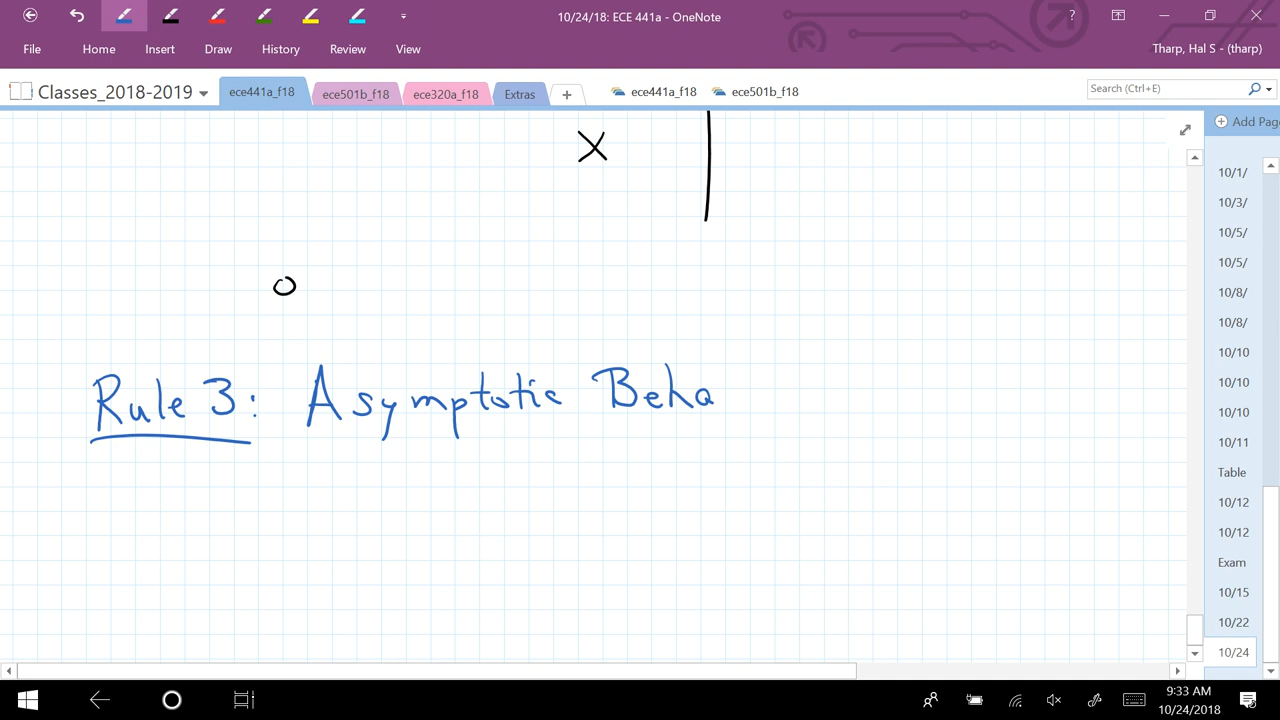 10/24/18: ECE 441a - OneNote
?
File
Home
Insert
Draw
History
Review
View
Tharp, Hal S - (tharp)
Classes_2018-2019
ece441a_f18
ece501b_f18
ece320a_f18
Extras
+
ece441a_f18
ece501b_f18
Search (Ctrl+E)
Add Page
10/1/
10/3/
10/5/
10/5/
10/8/
10/8/
10/10
10/10
10/10
10/11
Table
10/12
10/12
Exam
10/15
10/22
10/24
X
o
Rule 3: Asymptotic Beha
9:33 AM
10/24/2018